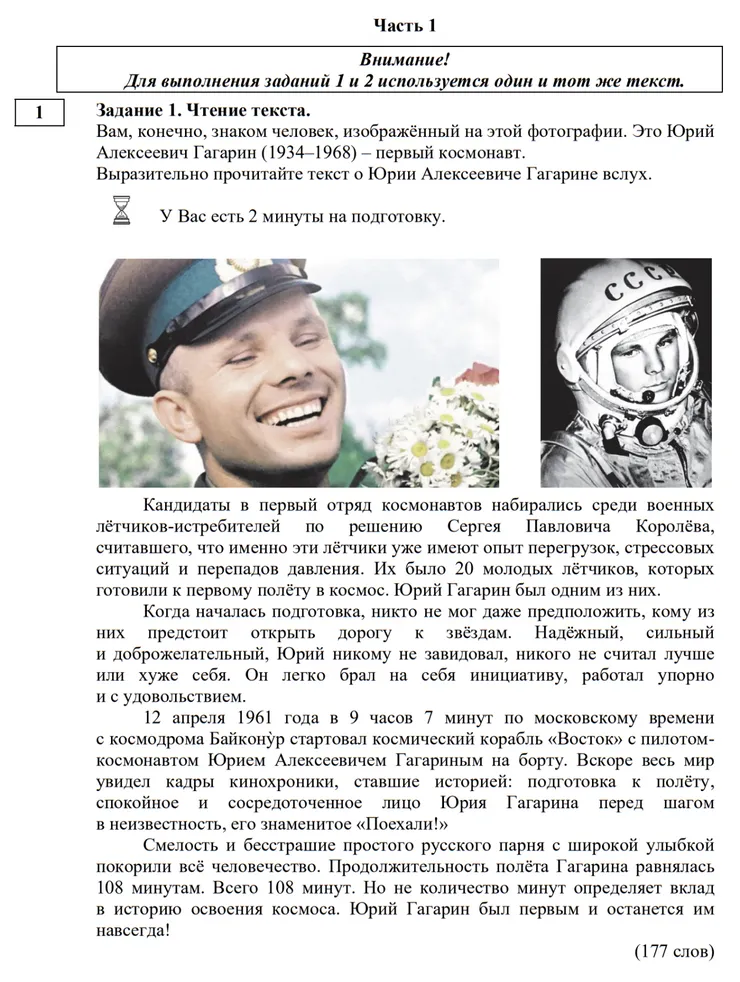 Часть 1
Внимание!
Для выполнения заданий 1 и 2 используется один и тот же текст.
1
Задание 1. Чтение текста.
Вам, конечно, знаком человек, изображённый на этой фотографии. Это Юрий
Алексеевич Гагарин (1934–1968) – первый космонавт.
Выразительно прочитайте текст о Юрии Алексеевиче Гагарине вслух.
У Вас есть 2 минуты на подготовку.
СССР
Кандидаты в первый отряд космонавтов набирались среди военных
лётчиков-истребителей по решению Сергея Павловича Королёва,
считавшего, что именно эти лётчики уже имеют опыт перегрузок, стрессовых
ситуаций и перепадов давления. Их было 20 молодых лётчиков, которых
готовили к первому полёту в космос. Юрий Гагарин был одним из них.
Когда началась подготовка, никто не мог даже предположить, кому из
них предстоит открыть дорогу к звёздам. Надёжный, сильный
и доброжелательный, Юрий никому не завидовал, никого не считал лучше
или хуже себя. Он легко брал на себя инициативу, работал упорно
и с удовольствием.
12 апреля 1961 года в 9 часов 7 минут по московскому времени
с космодрома Байкону̀р стартовал космический корабль «Восток» с пилотом-
космонавтом Юрием Алексеевичем Гагариным на борту. Вскоре весь мир
увидел кадры кинохроники, ставшие историей: подготовка к полёту,
спокойное и сосредоточенное лицо Юрия Гагарина перед шагом
в неизвестность, его знаменитое «Поехали!»
Смелость и бесстрашие простого русского парня с широкой улыбкой
покорили всё человечество. Продолжительность полёта Гагарина равнялась
108 минутам. Всего 108 минут. Но не количество минут определяет вклад
в историю освоения космоса. Юрий Гагарин был первым и останется им
навсегда!
(177 слов)